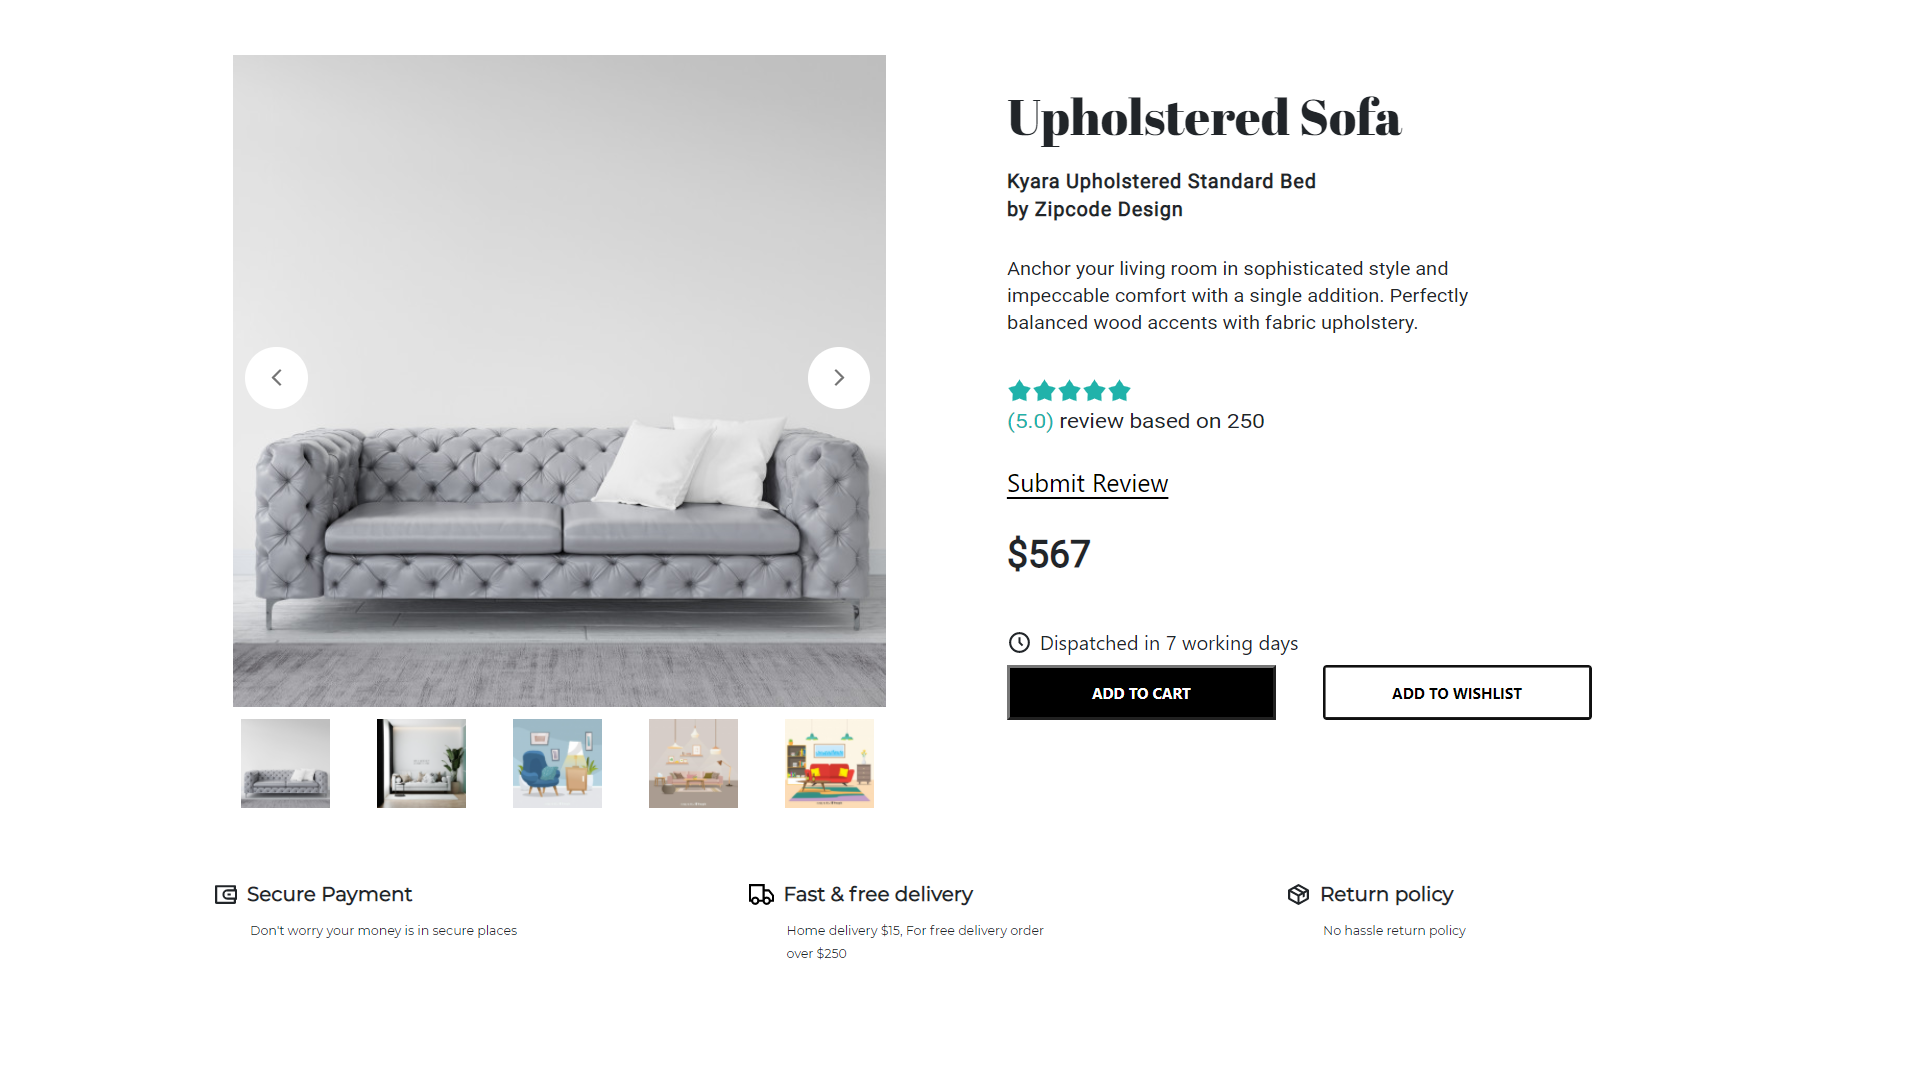 Upholstered Sofa
Kyara Upholstered Standard Bed
by Zipcode Design
Anchor your living room in sophisticated style and
impeccable comfort with a single addition. Perfectly
balanced wood accents with fabric upholstery.
(5.0) review based on 250
Submit Review
$567
Dispatched in 7 working days
ADD TO CART
ADD TO WISHLIST
Secure Payment
Don't worry your money is in secure places
Fast & free delivery
Home delivery $15, For free delivery order
over $250
Return policy
No hassle return policy